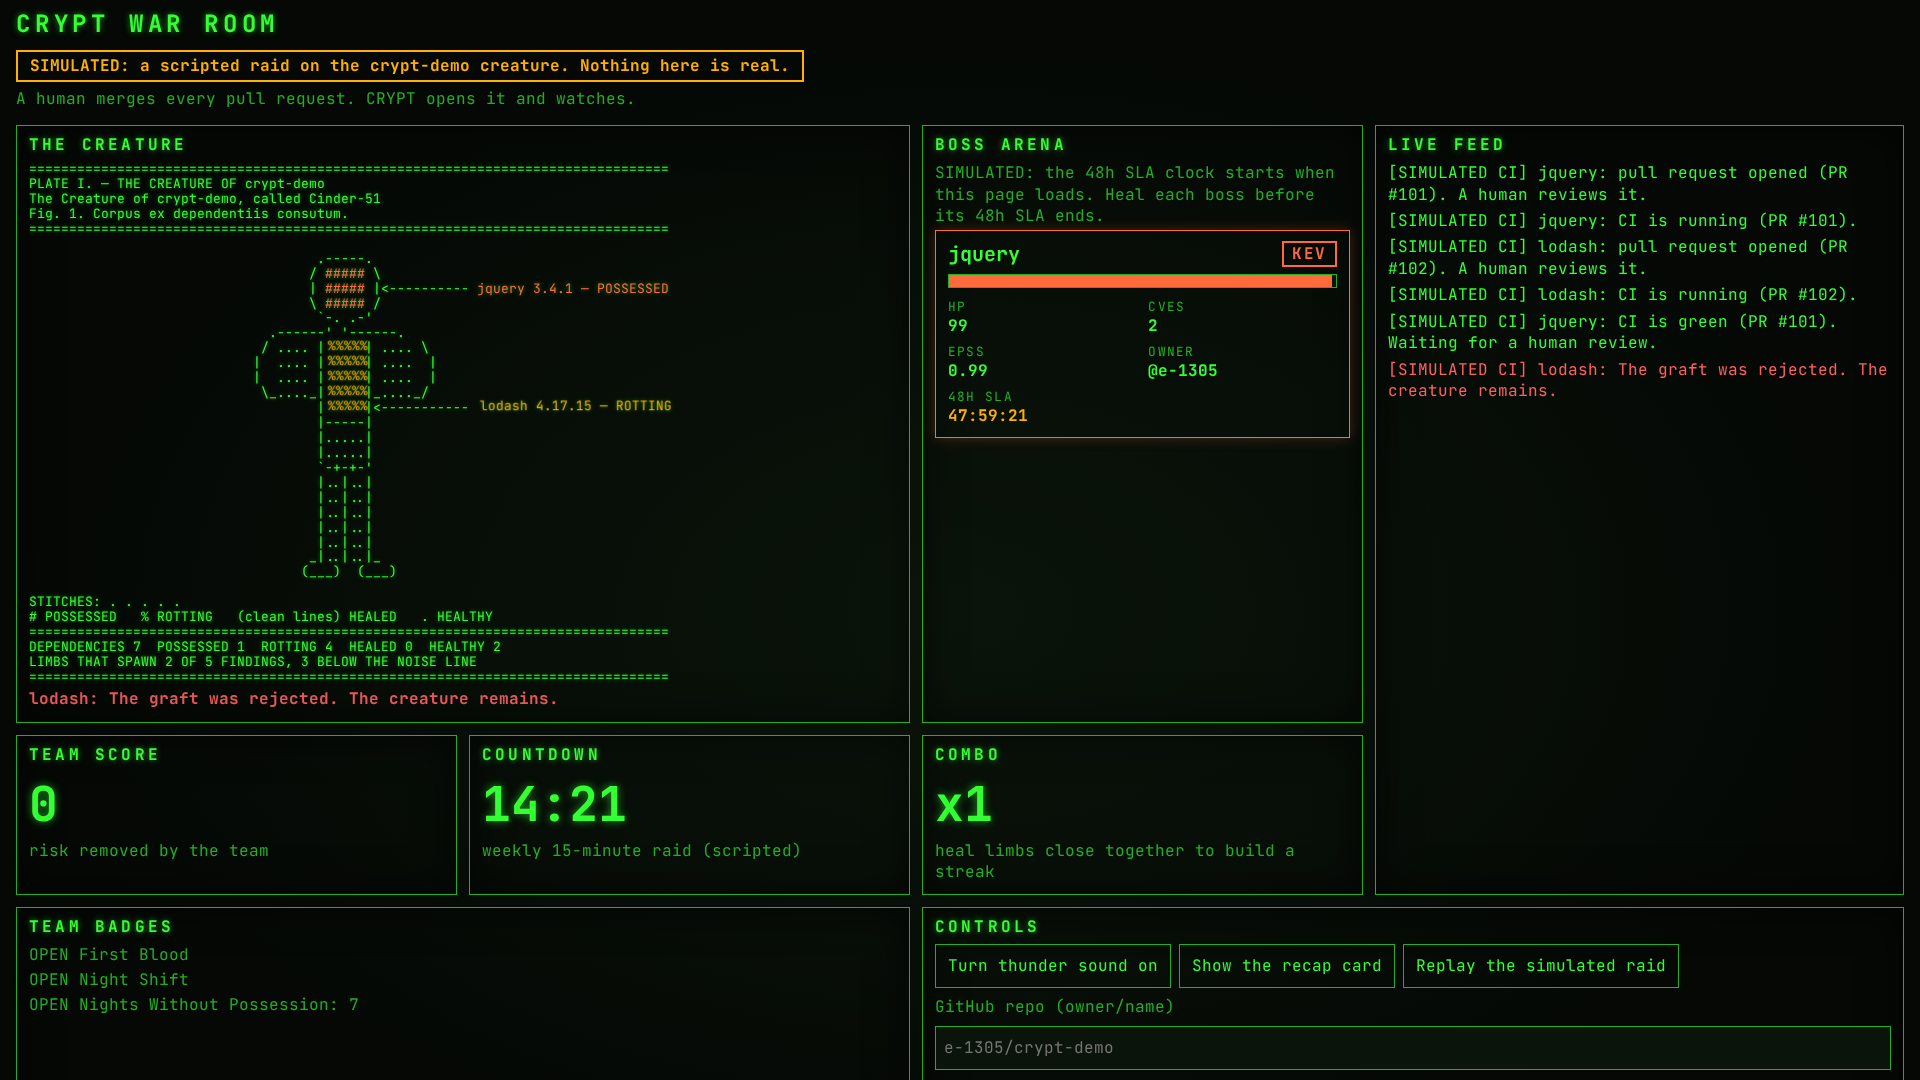 CRYPT WAR ROOM
SIMULATED: a scripted raid on the crypt-demo creature. Nothing here is real.
A human merges every pull request. CRYPT opens it and watches.
THE CREATURE
================================================================================
PLATE I. — THE CREATURE OF crypt-demo
The Creature of crypt-demo, called Cinder-51
Fig. 1. Corpus ex dependentiis consutum.
================================================================================
.-----.
/ ##### \
| ##### |<---------- jquery 3.4.1 — POSSESSED
\ ##### /
`-. .-'
.------' '------.
/ .... |%%%%%| .... \
|  .... |%%%%%| ....  |
|  .... |%%%%%| ....  |
\_...._|%%%%%|_...._/
|%%%%%|<----------- lodash 4.17.15 — ROTTING
|-----|
|.....|
|.....|
`-+-+-'
|..|..|
|..|..|
|..|..|
|..|..|
|..|..|
_|..|..|_
(___)  (___)
STITCHES: . . . . .
# POSSESSED   % ROTTING   (clean lines) HEALED   . HEALTHY
================================================================================
DEPENDENCIES 7  POSSESSED 1  ROTTING 4  HEALED 0  HEALTHY 2
LIMBS THAT SPAWN 2 OF 5 FINDINGS, 3 BELOW THE NOISE LINE
================================================================================
lodash: The graft was rejected. The creature remains.
BOSS ARENA
SIMULATED: the 48h SLA clock starts when
this page loads. Heal each boss before
its 48h SLA ends.
jquery KEV
HP CVES
99 2
EPSS OWNER
0.99 @e-1305
48H SLA
47:59:21
LIVE FEED
[SIMULATED CI] jquery: pull request opened (PR
#101). A human reviews it.
[SIMULATED CI] jquery: CI is running (PR #101).
[SIMULATED CI] lodash: pull request opened (PR
#102). A human reviews it.
[SIMULATED CI] lodash: CI is running (PR #102).
[SIMULATED CI] jquery: CI is green (PR #101).
Waiting for a human review.
[SIMULATED CI] lodash: The graft was rejected. The
creature remains.
TEAM SCORE
0
risk removed by the team
COUNTDOWN
14:21
weekly 15-minute raid (scripted)
COMBO
x1
heal limbs close together to build a
streak
TEAM BADGES
OPEN First Blood
OPEN Night Shift
OPEN Nights Without Possession: 7
CONTROLS
Turn thunder sound on Show the recap card Replay the simulated raid
GitHub repo (owner/name)
e-1305/crypt-demo